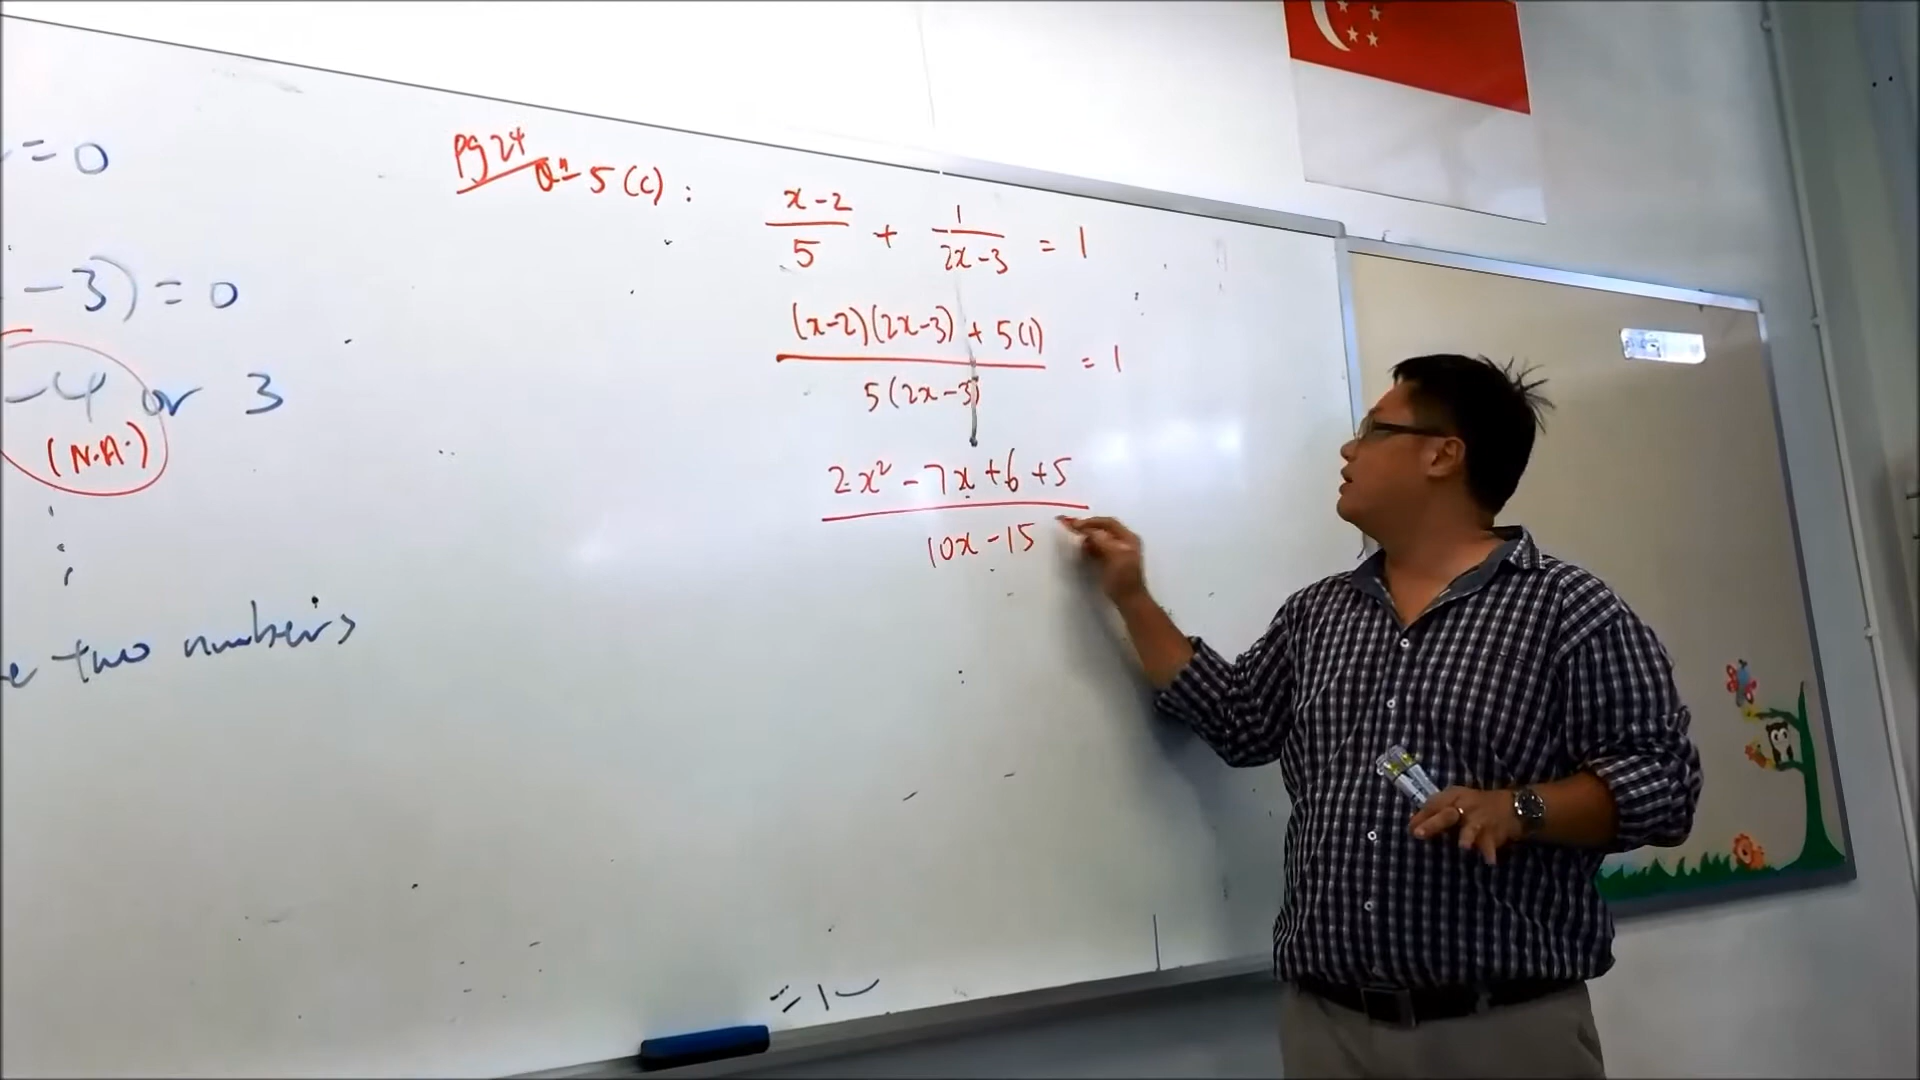 =0
-3)=0
-4 or 3
(N.A.)
two numbers
Pg 24
Qn 5(c):
x-2/5 + 1/2x-3 = 1
(x-2)(2x-3) + 5(1)/5(2x-3) = 1
2x² - 7x + 6 + 5/10x - 15